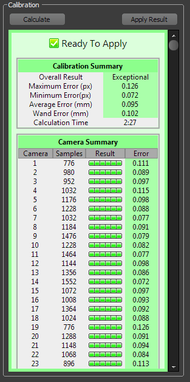 Calibration
Calculate Apply Result
Ready To Apply
Calibration Summary
Overall Result Exceptional
Maximum Error (px) 0.126
Minimum Error(px) 0.072
Average Error (mm) 0.095
Wand Error (mm) 0.102
Calculation Time 2:27
Camera Summary
Camera Samples Result Error
1 776 0.111
2 980 0.089
3 952 0.097
4 1032 0.115
5 1176 0.098
6 1228 0.088
7 1032 0.077
8 1184 0.091
9 1476 0.079
10 1228 0.082
11 1464 0.077
12 1144 0.098
13 1356 0.086
14 1552 0.072
15 1072 0.097
16 1008 0.093
17 1364 0.092
18 1024 0.088
19 776 0.126
20 1288 0.091
21 1148 0.094
22 1068 0.084
23 896 0.113